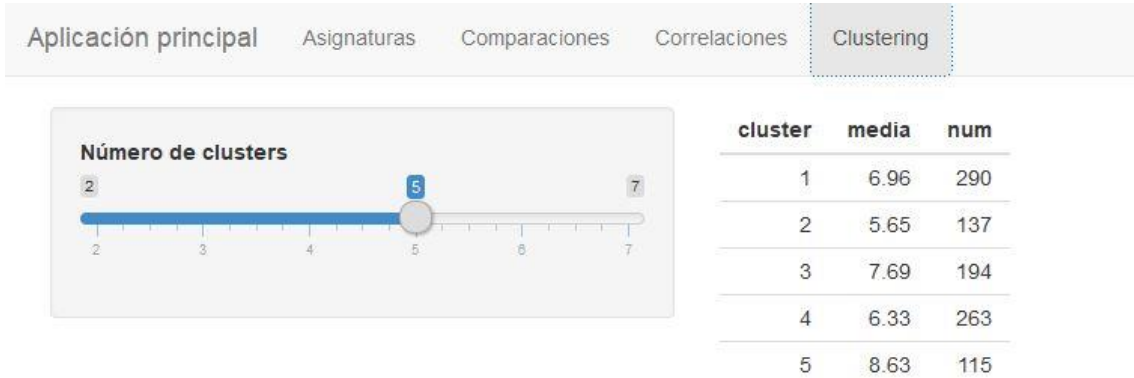 Aplicación principal Asignaturas Comparaciones Correlaciones Clustering
Número de clusters
2 5 7
2 3 4 5 6 7
cluster media num
1 6.96 290
2 5.65 137
3 7.69 194
4 6.33 263
5 8.63 115